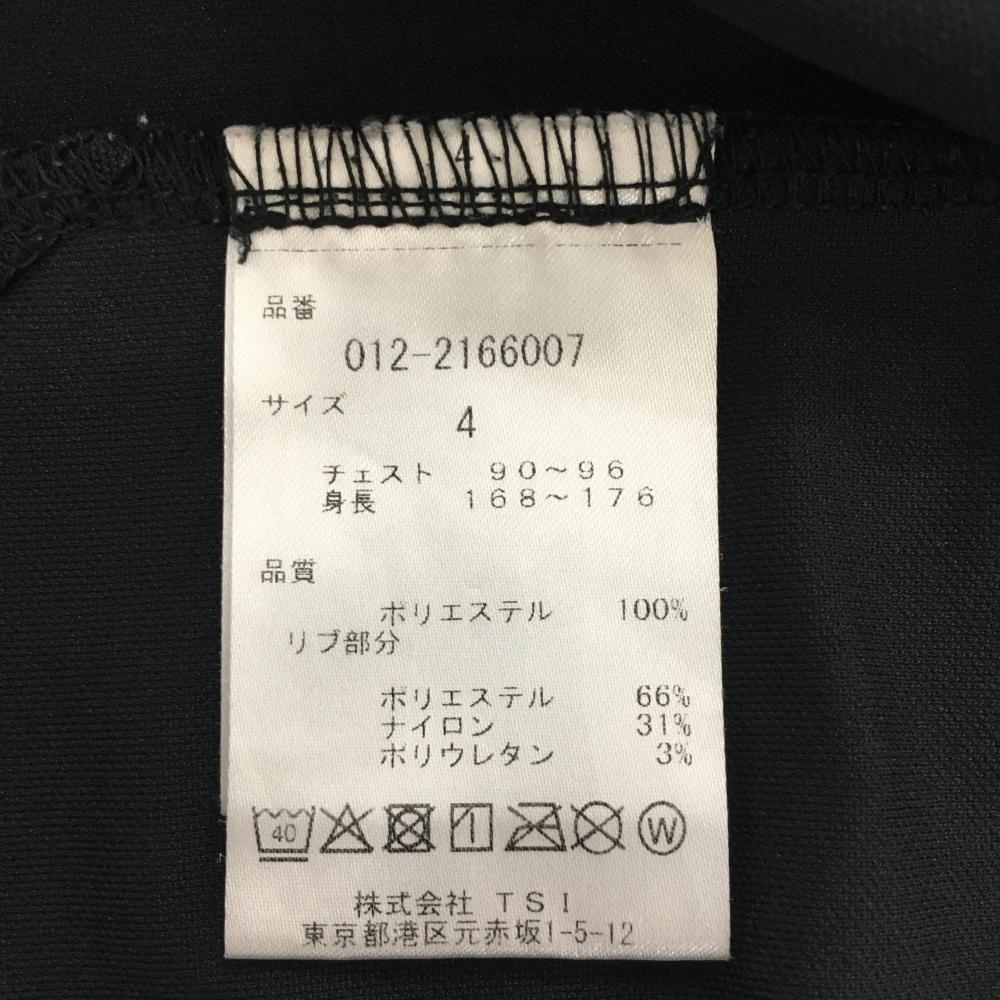 4
品番
012-2166007
サイズ
4
チェスト 90～96
身長 168～176
品質
ポリエステル 100%
リブ部分
ポリエステル 66%
ナイロン 31%
ポリウレタン 3%
40 W
株式会社 TSI
東京都港区元赤坂1-5-12